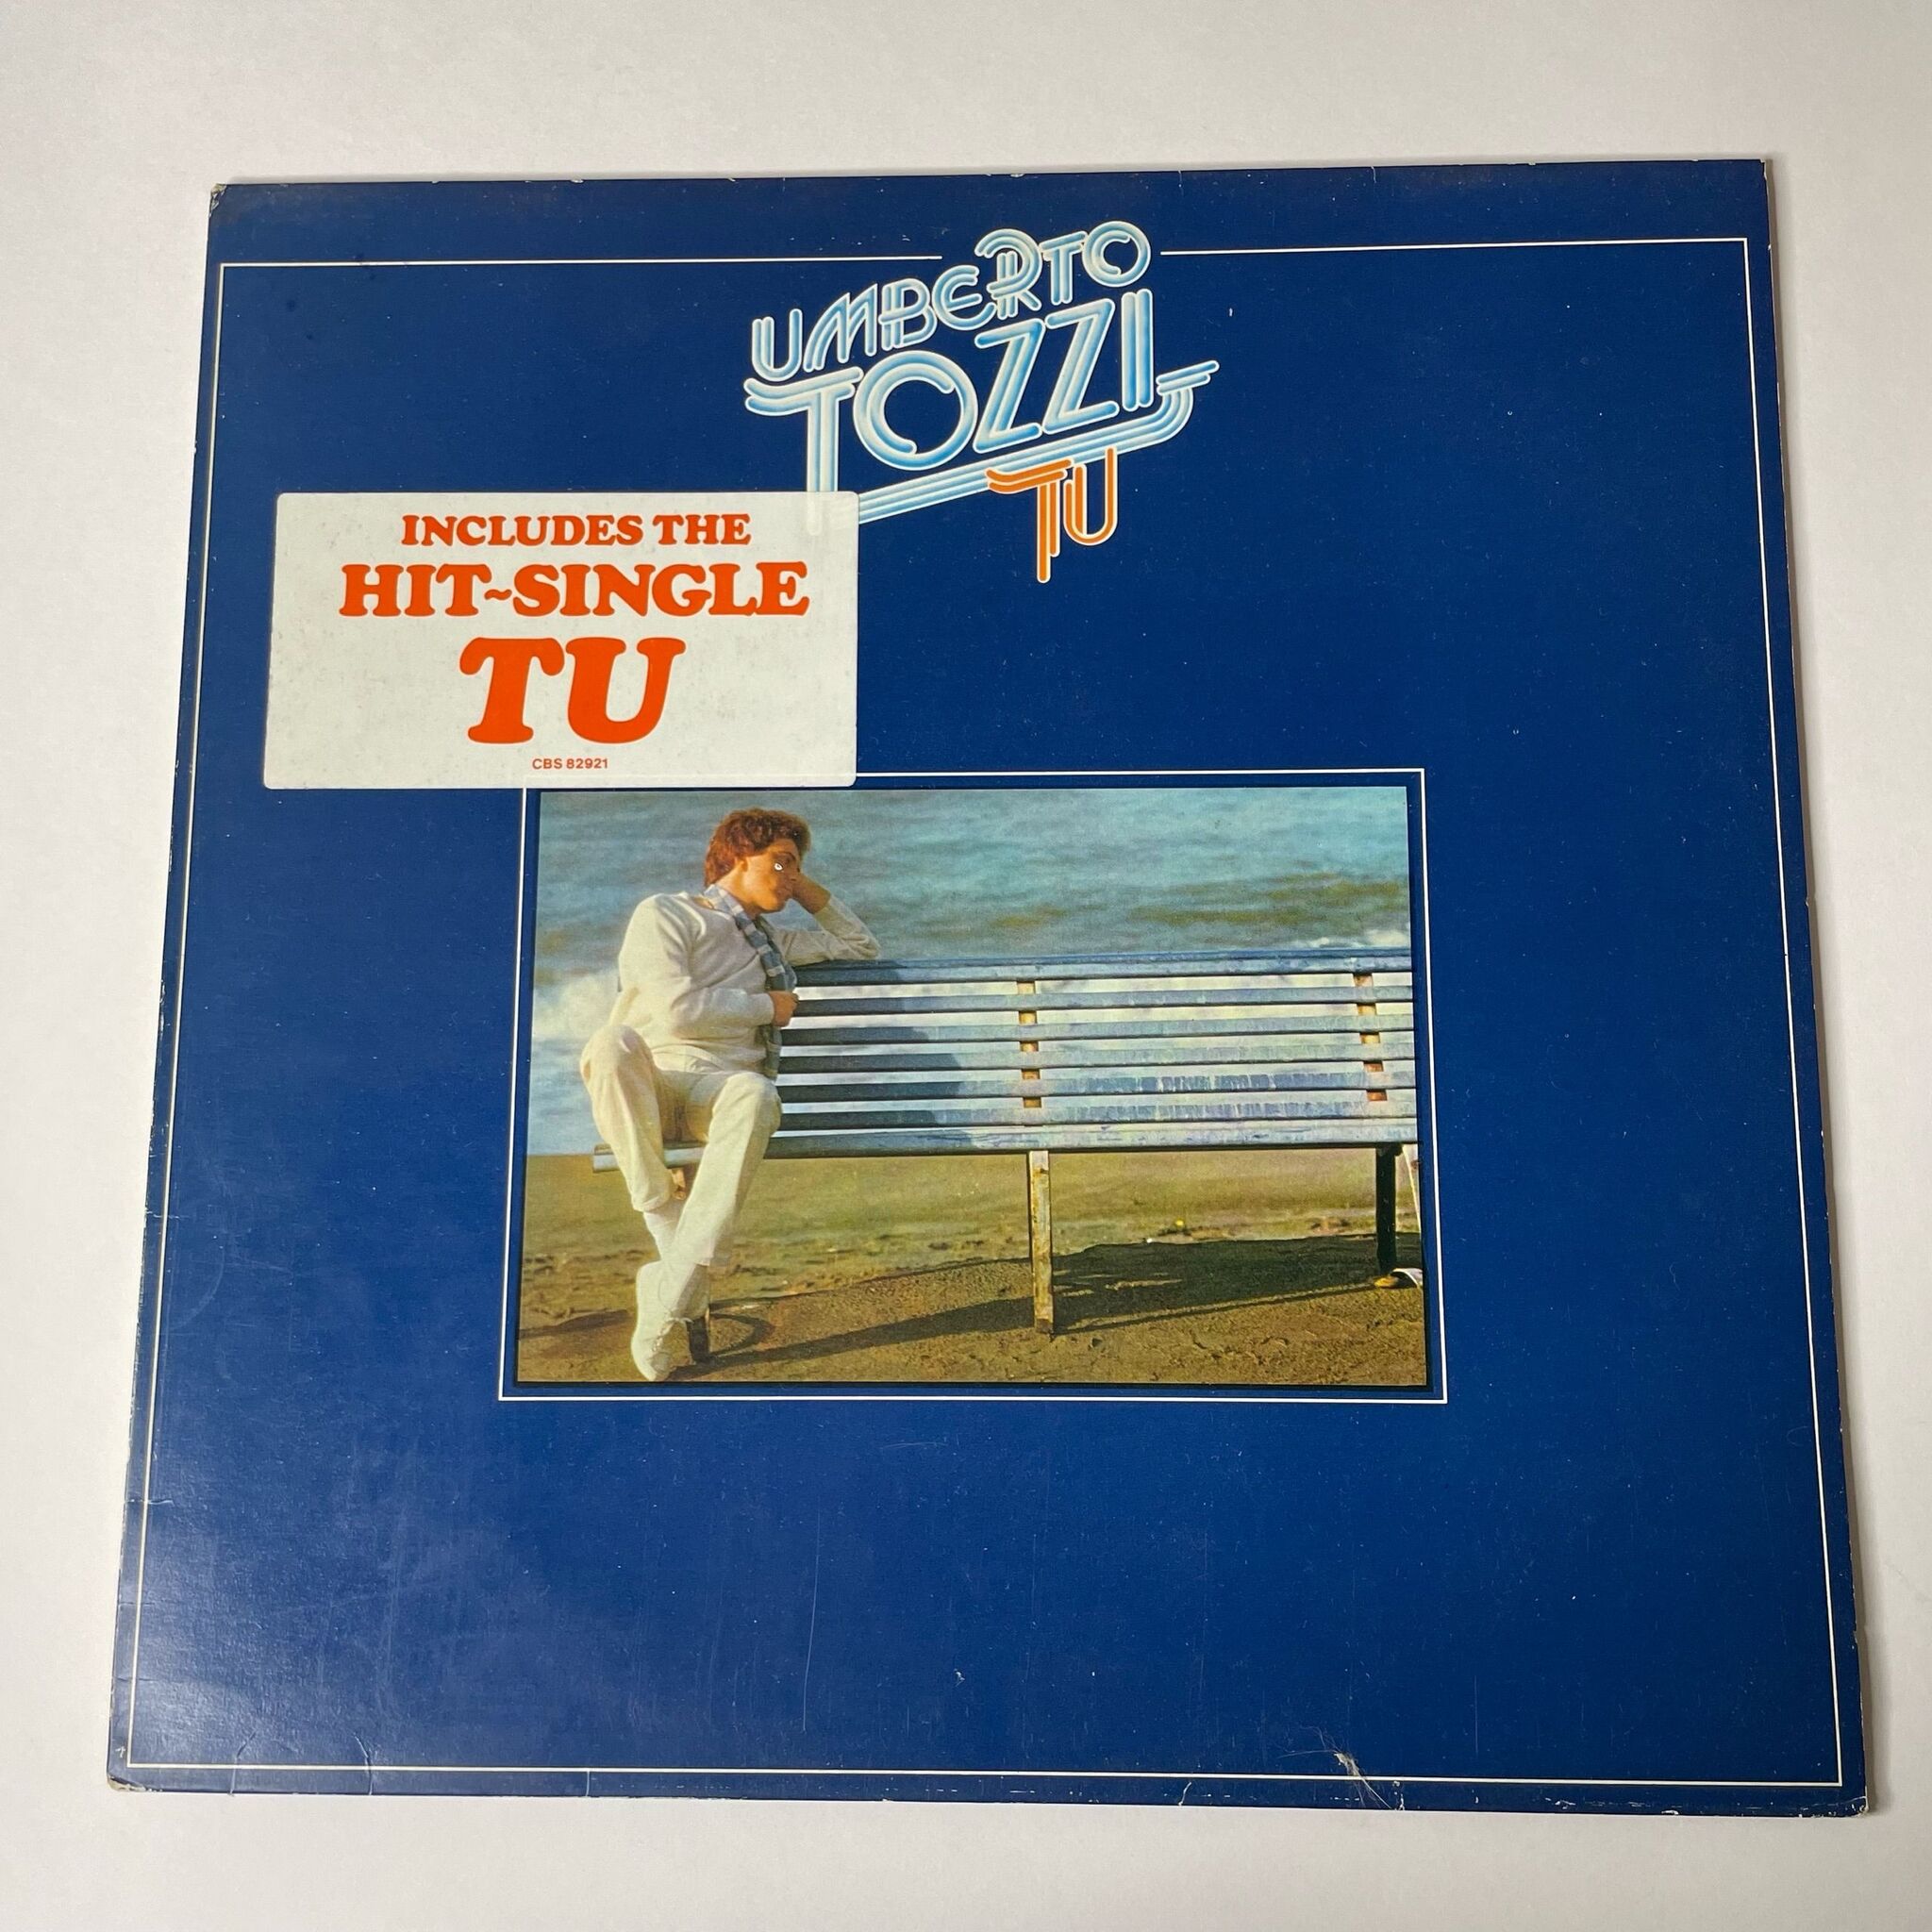 UMBERTO
TOZZI
TU
INCLUDES THE
HIT~SINGLE
TU
CBS 82921